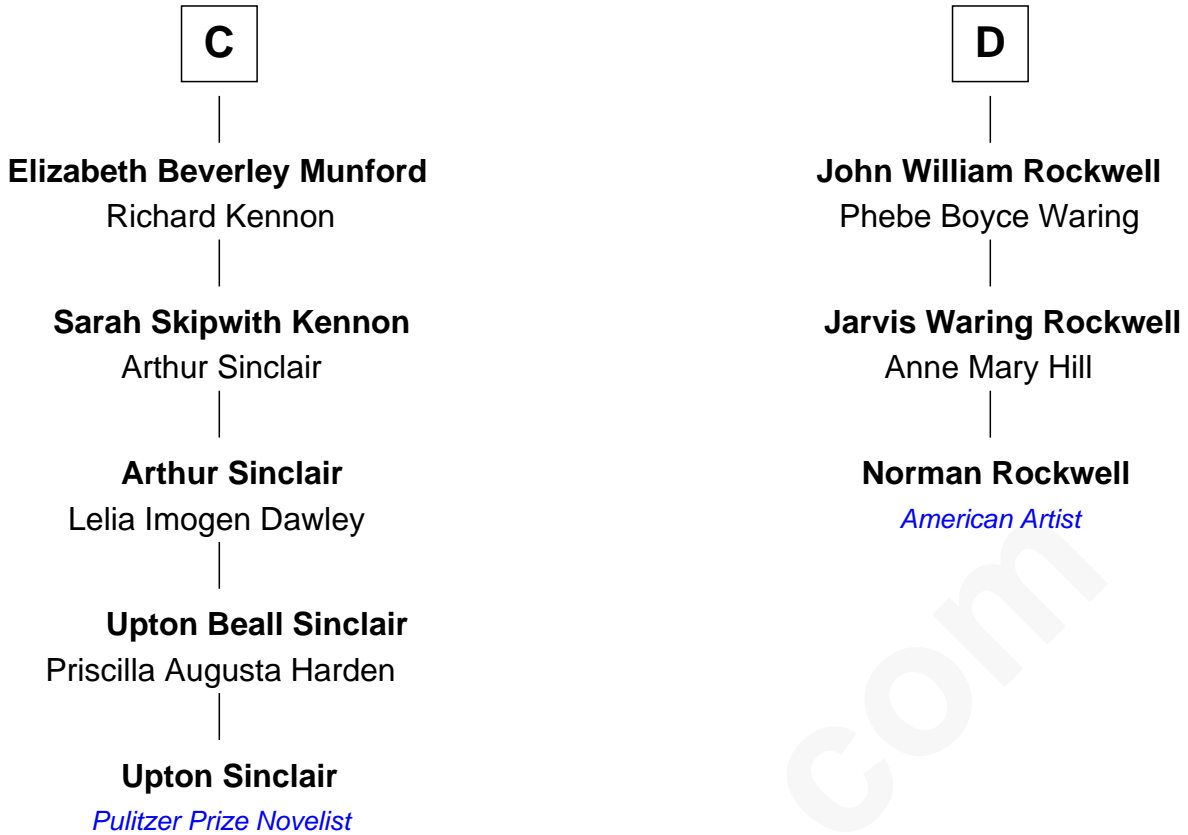 C
Elizabeth Beverley Munford
Richard Kennon
Sarah Skipwith Kennon
Arthur Sinclair
Arthur Sinclair
Lelia Imogen Dawley
Upton Beall Sinclair
Priscilla Augusta Harden
Upton Sinclair
Pulitzer Prize Novelist
D
John William Rockwell
Phebe Boyce Waring
Jarvis Waring Rockwell
Anne Mary Hill
Norman Rockwell
American Artist
com